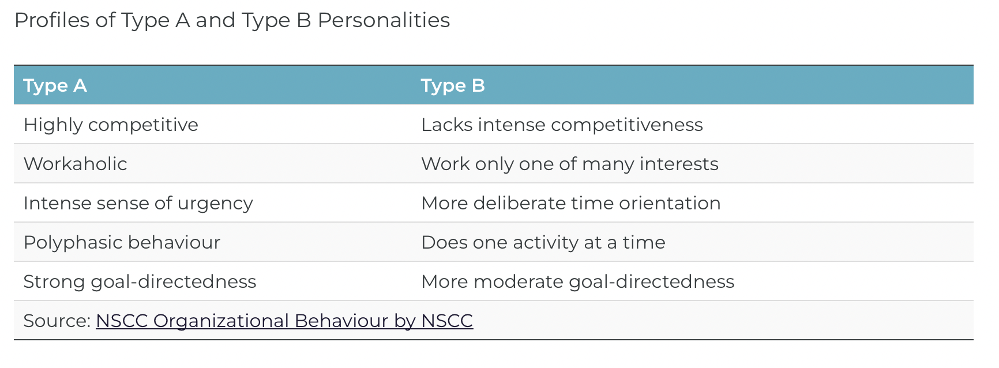 Profiles of Type A and Type B Personalities
Type A Type B
Highly competitive Lacks intense competitiveness
Workaholic Work only one of many interests
Intense sense of urgency More deliberate time orientation
Polyphasic behaviour Does one activity at a time
Strong goal-directedness More moderate goal-directedness
Source: NSCC Organizational Behaviour by NSCC